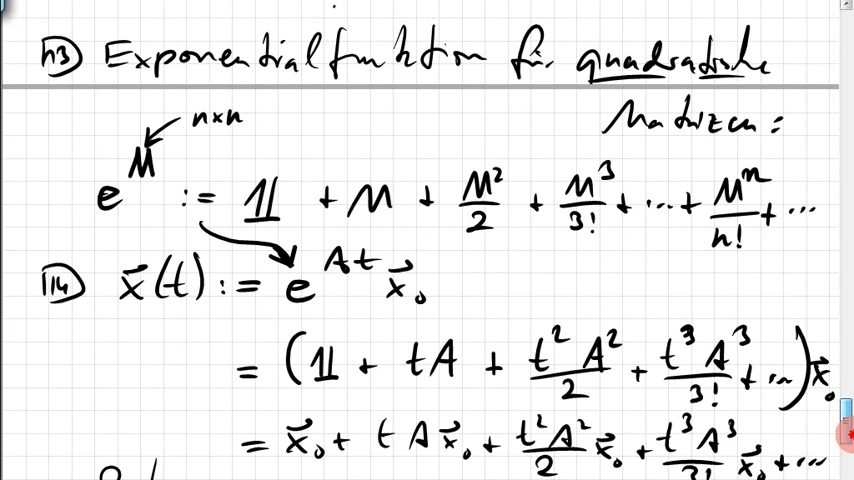 13) Exponentialfunktion für quadratische
Matrizen:
n×n
e^M := 𝟙 + M + M²/2 + M³/3! + ... + Mⁿ/n! + ...
14) x⃗(t) := e^{At} x⃗₀
= (𝟙 + tA + t²A²/2 + t³A³/3! + ...) x⃗₀
= x⃗₀ + tAx⃗₀ + t²A²/2 x⃗₀ + t³A³/3! x⃗₀ + ...